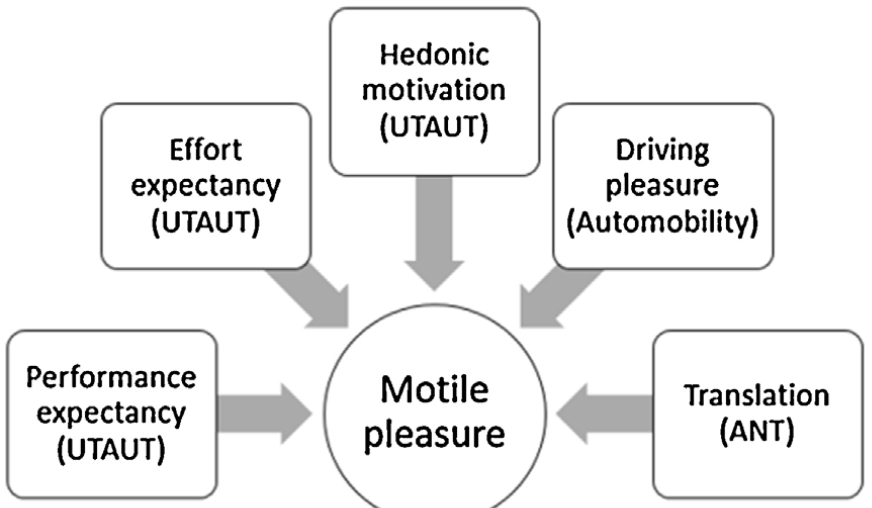 Hedonic
motivation
(UTAUT)
Effort
expectancy
(UTAUT)
Driving
pleasure
(Automobility)
Performance
expectancy
(UTAUT)
Motile
pleasure
Translation
(ANT)